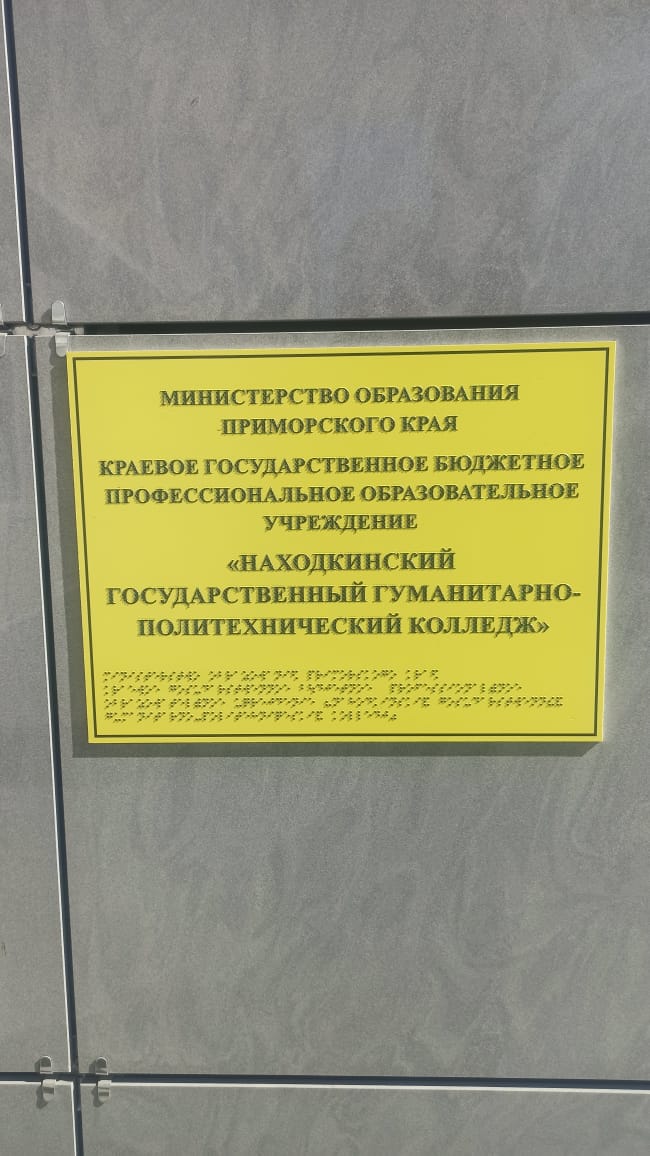 МИНИСТЕРСТВО ОБРАЗОВАНИЯ
ПРИМОРСКОГО КРАЯ
КРАЕВОЕ ГОСУДАРСТВЕННОЕ БЮДЖЕТНОЕ
ПРОФЕССИОНАЛЬНОЕ ОБРАЗОВАТЕЛЬНОЕ
УЧРЕЖДЕНИЕ
«НАХОДКИНСКИЙ
ГОСУДАРСТВЕННЫЙ ГУМАНИТАРНО-
ПОЛИТЕХНИЧЕСКИЙ КОЛЛЕДЖ»